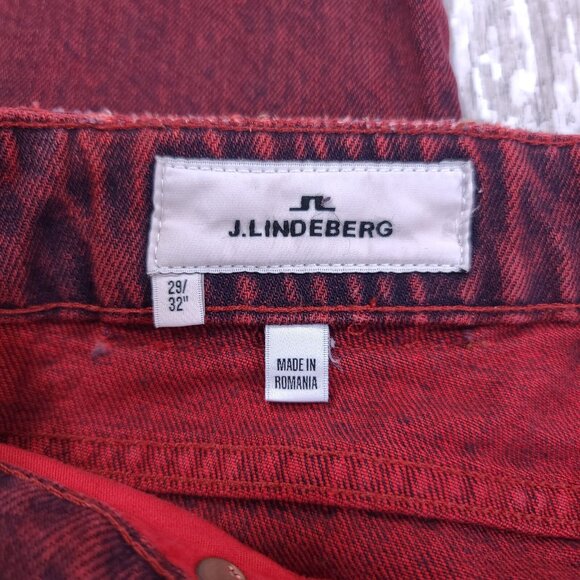 J.LINDEBERG
29/
32"
MADE IN
ROMANIA